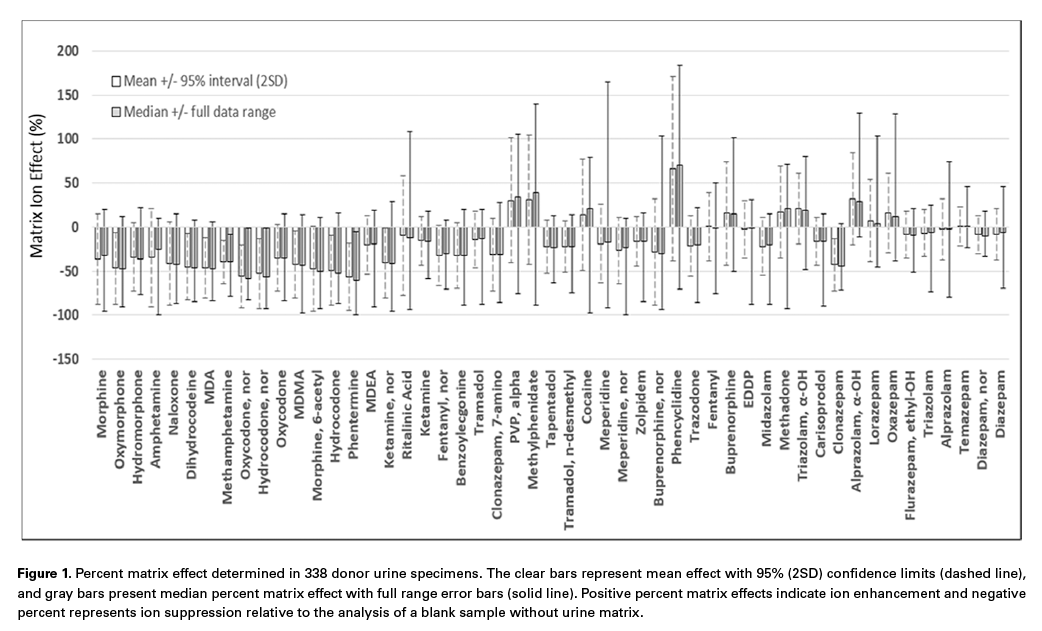 200
150
100
50
0
-50
-100
-150
Matrix Ion Effect (%)
Mean +/- 95% interval (2SD)
Median +/- full data range
Morphine
Oxymorphone
Hydromorphone
Amphetamine
Naloxone
Dihydrocodeine
MDA
Methamphetamine
Oxycodone, nor
Hydrocodone, nor
Oxycodone
MDMA
Morphine, 6-acetyl
Hydrocodone
Phentermine
MDEA
Ketamine, nor
Ritalinic Acid
Ketamine
Fentanyl, nor
Benzoylecgonine
Tramadol
Clonazepam, 7-amino
PVP, alpha
Methylphenidate
Tapentadol
Tramadol, n-desmethyl
Cocaine
Meperidine
Meperidine, nor
Zolpidem
Buprenorphine, nor
Phencyclidine
Trazodone
Fentanyl
Buprenorphine
EDDP
Midazolam
Methadone
Triazolam, α-OH
Carisoprodol
Clonazepam
Alprazolam, α-OH
Lorazepam
Oxazepam
Flurazepam, ethyl-OH
Triazolam
Alprazolam
Temazepam
Diazepam, nor
Diazepam
Figure 1. Percent matrix effect determined in 338 donor urine specimens. The clear bars represent mean effect with 95% (2SD) confidence limits (dashed line),
and gray bars present median percent matrix effect with full range error bars (solid line). Positive percent matrix effects indicate ion enhancement and negative
percent represents ion suppression relative to the analysis of a blank sample without urine matrix.